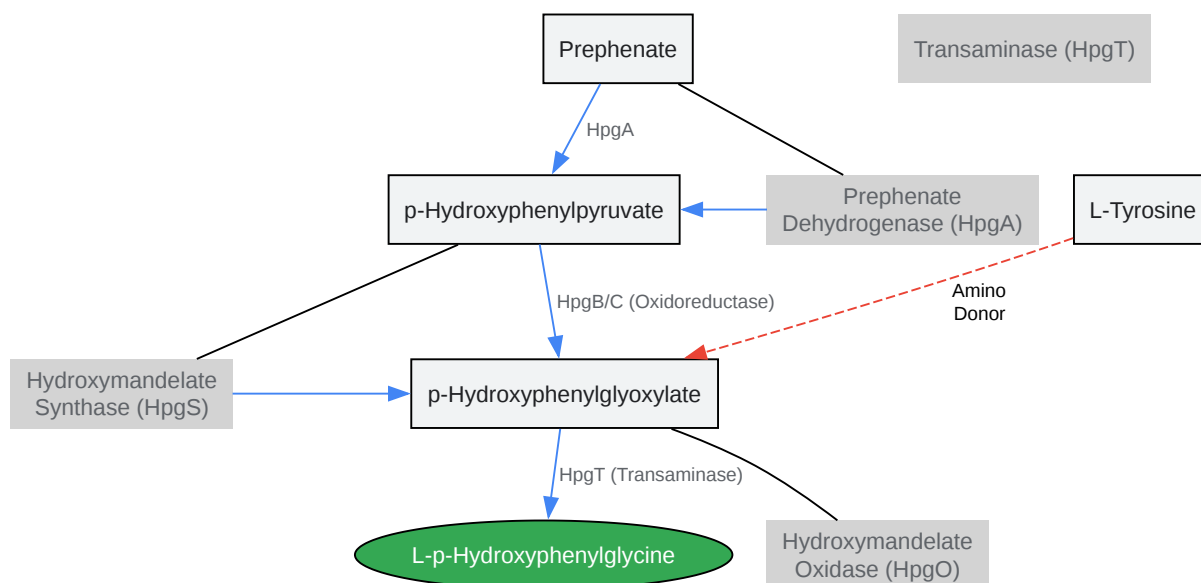 Prephenate
Transaminase (HpgT)
HpgA
p-Hydroxyphenylpyruvate
Prephenate
Dehydrogenase (HpgA)
L-Tyrosine
HpgB/C (Oxidoreductase)
Amino
Donor
Hydroxymandelate
Synthase (HpgS)
p-Hydroxyphenylglyoxylate
HpgT (Transaminase)
L-p-Hydroxyphenylglycine
Hydroxymandelate
Oxidase (HpgO)